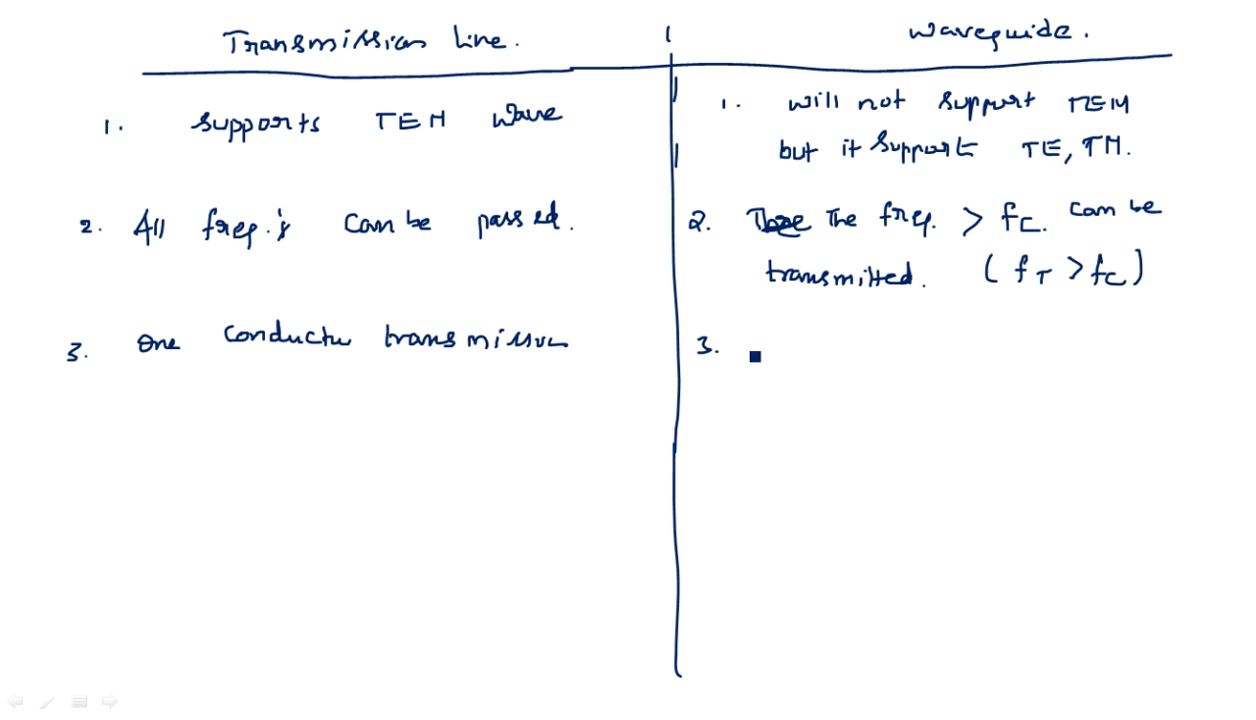 Transmission Line.
Waveguide.
1. Supports TEM Wave
2. All freq.'s can be passed.
3. One conductor transmission
1. will not support TEM
but it support TE, TM.
2. The freq. > fc. can be
transmitted. (fT > fc)
3.